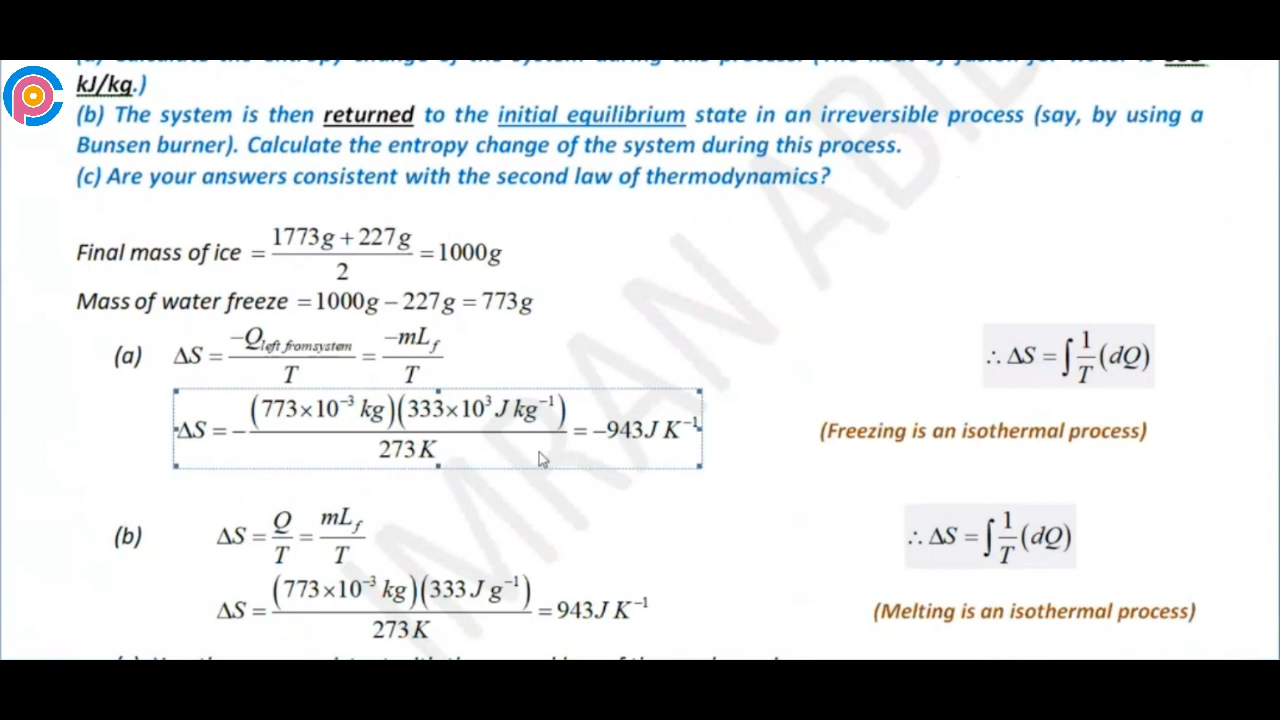 kJ/kg.)
(b) The system is then returned to the initial equilibrium state in an irreversible process (say, by using a
Bunsen burner). Calculate the entropy change of the system during this process.
(c) Are your answers consistent with the second law of thermodynamics?
Final mass of ice = (1773g + 227g)/2 = 1000g
Mass of water freeze = 1000g − 227g = 773g
(a) ΔS = −Q_left from system/T = −mL_f/T ∴ ΔS = ∫ 1/T (dQ)
ΔS = −(773×10⁻³ kg)(333×10³ J kg⁻¹)/273 K = −943 J K⁻¹ (Freezing is an isothermal process)
(b) ΔS = Q/T = mL_f/T ∴ ΔS = ∫ 1/T (dQ)
ΔS = (773×10⁻³ kg)(333 J g⁻¹)/273 K = 943 J K⁻¹ (Melting is an isothermal process)
IMRAN ABI